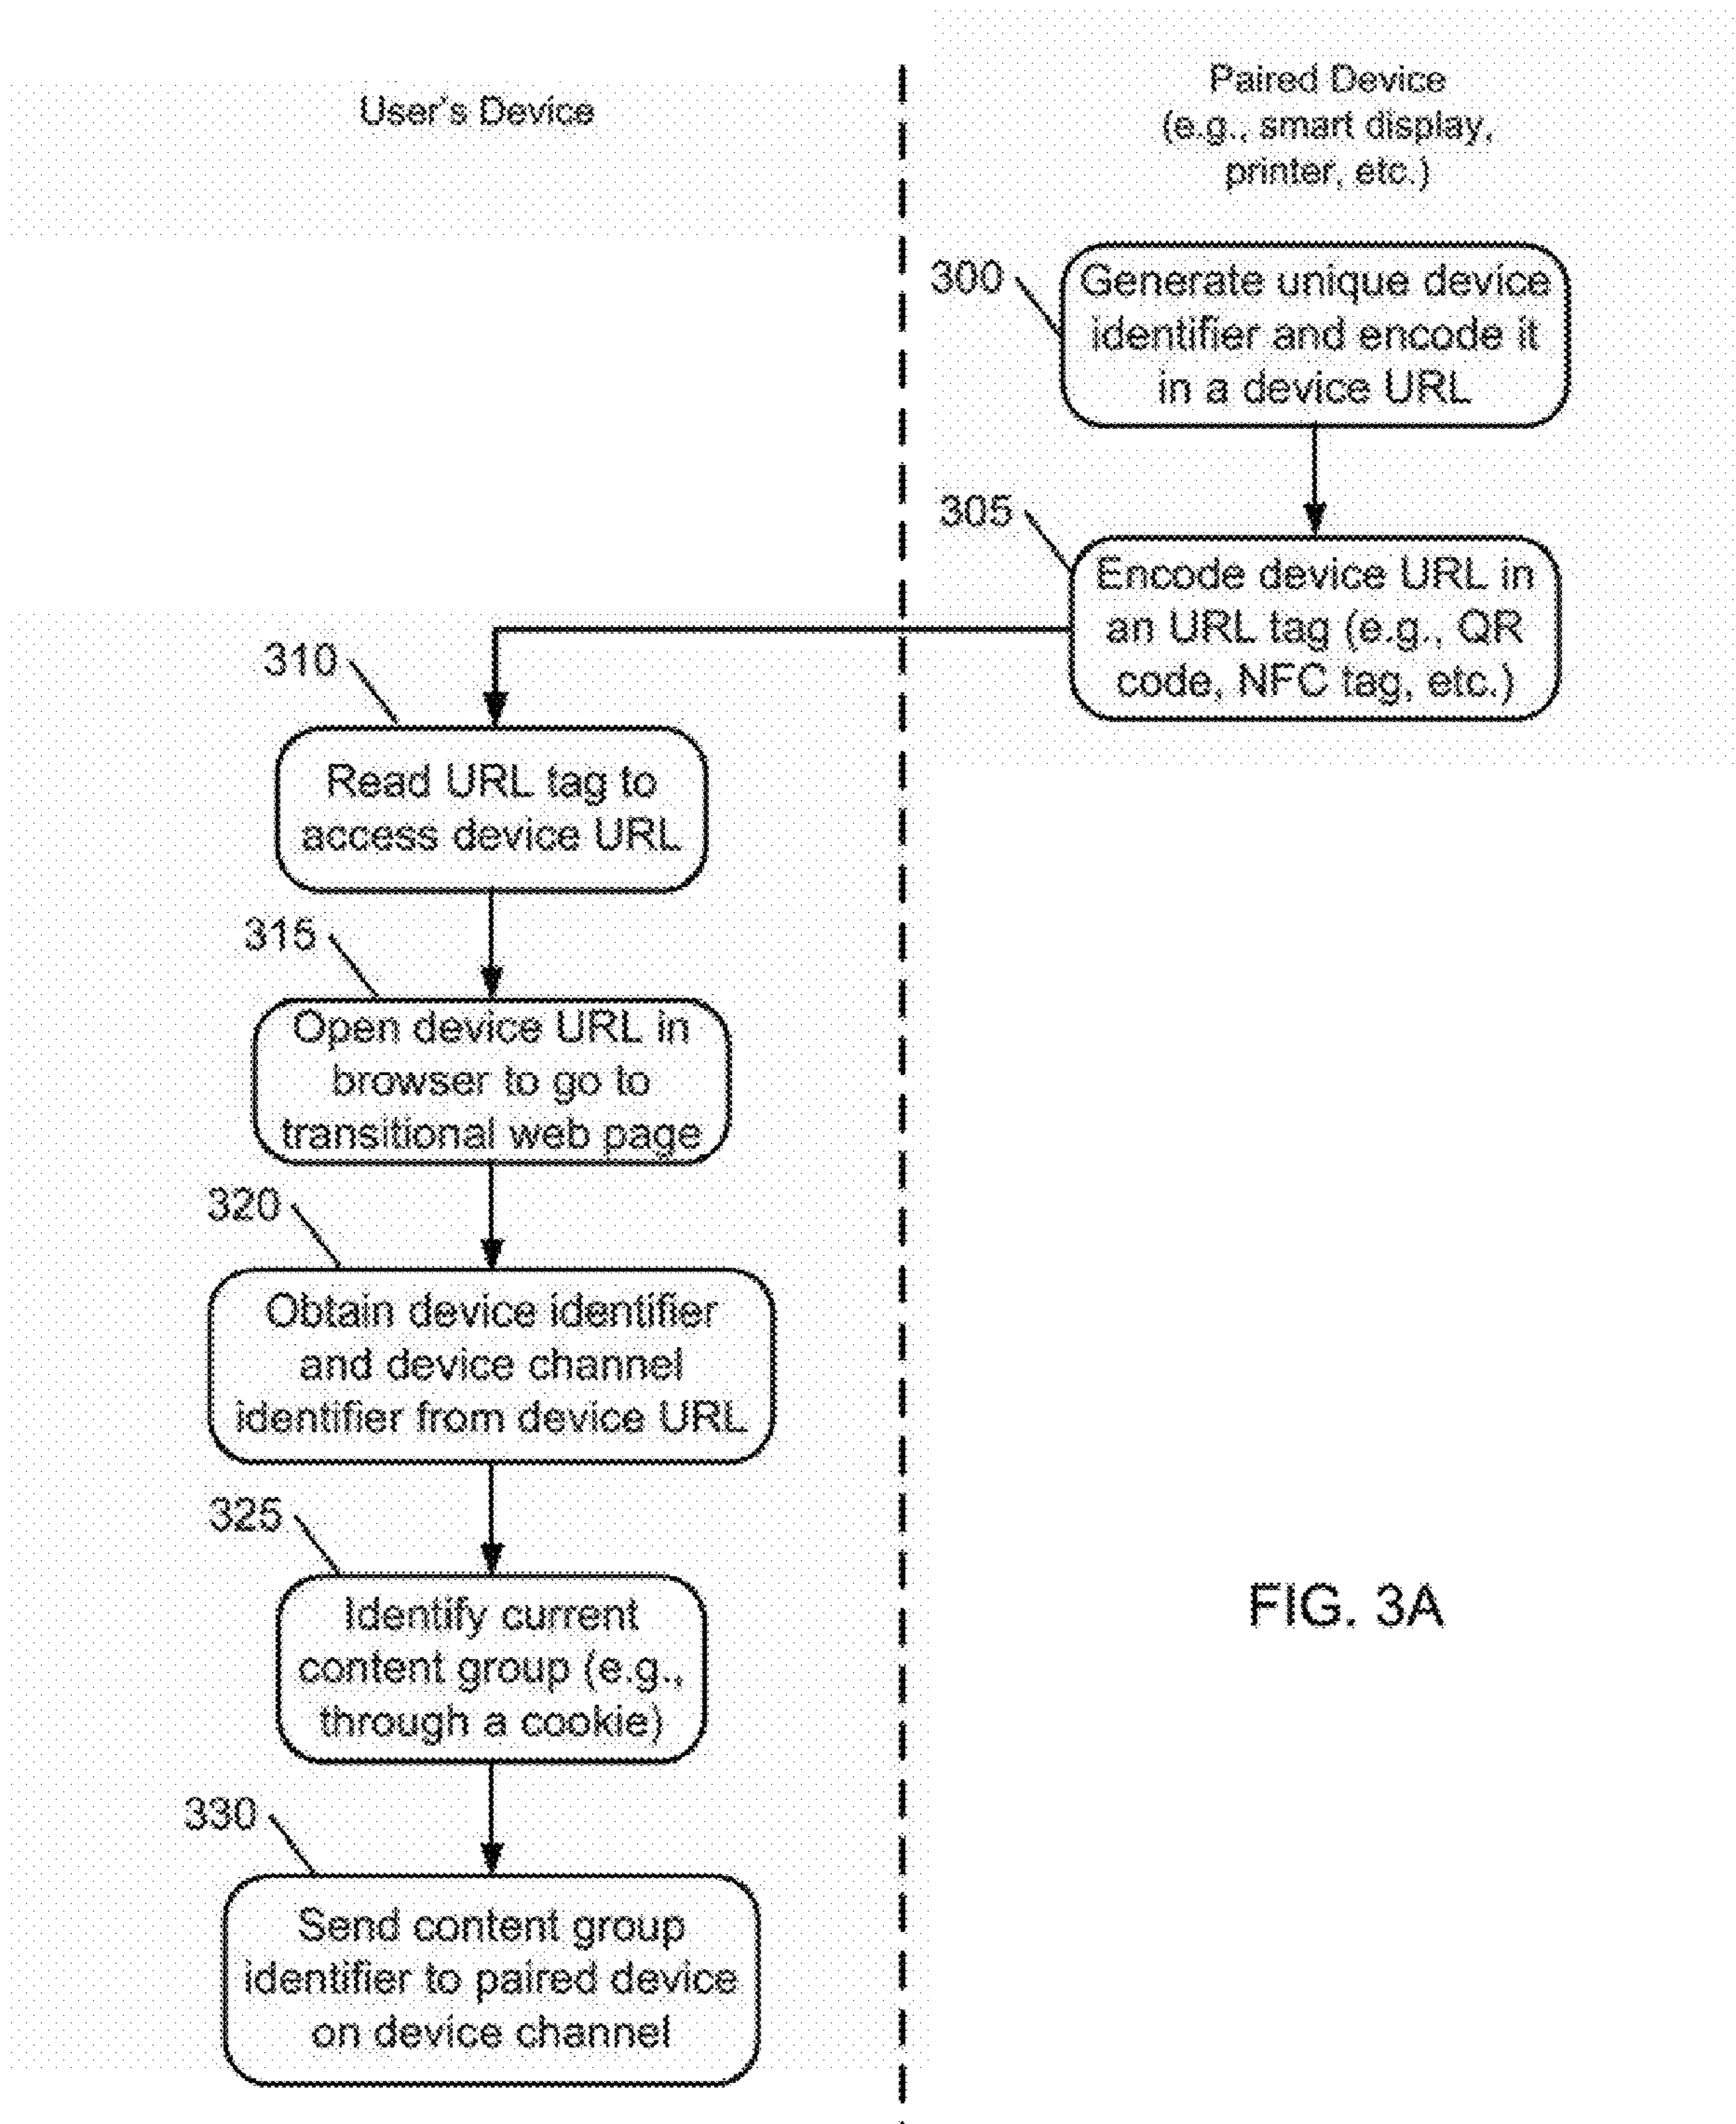 User's Device
Paired Device
(e.g., smart display,
printer, etc.)
300
Generate unique device
identifier and encode it
in a device URL
305
Encode device URL in
an URL tag (e.g., QR
code, NFC tag, etc.)
310
Read URL tag to
access device URL
315
Open device URL in
browser to go to
transitional web page
320
Obtain device identifier
and device channel
identifier from device URL
325
Identify current
content group (e.g.,
through a cookie)
330
Send content group
identifier to paired device
on device channel
FIG. 3A